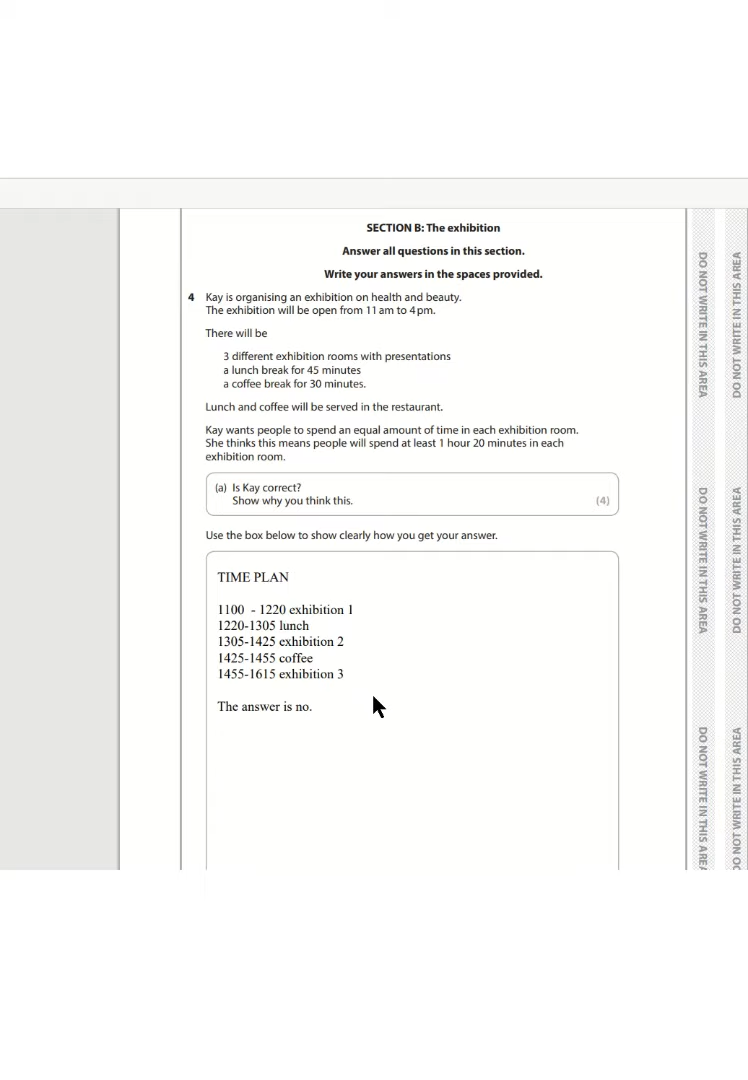 SECTION B: The exhibition
Answer all questions in this section.
Write your answers in the spaces provided.
4 Kay is organising an exhibition on health and beauty.
The exhibition will be open from 11 am to 4 pm.
There will be
3 different exhibition rooms with presentations
a lunch break for 45 minutes
a coffee break for 30 minutes.
Lunch and coffee will be served in the restaurant.
Kay wants people to spend an equal amount of time in each exhibition room.
She thinks this means people will spend at least 1 hour 20 minutes in each
exhibition room.
(a) Is Kay correct?
Show why you think this. (4)
Use the box below to show clearly how you get your answer.
TIME PLAN
1100 - 1220 exhibition 1
1220-1305 lunch
1305-1425 exhibition 2
1425-1455 coffee
1455-1615 exhibition 3
The answer is no.
DO NOT WRITE IN THIS AREA
DO NOT WRITE IN THIS AREA
DO NOT WRITE IN THIS AREA
DO NOT WRITE IN THIS AREA
DO NOT WRITE IN THIS AREA
DO NOT WRITE IN THIS AREA